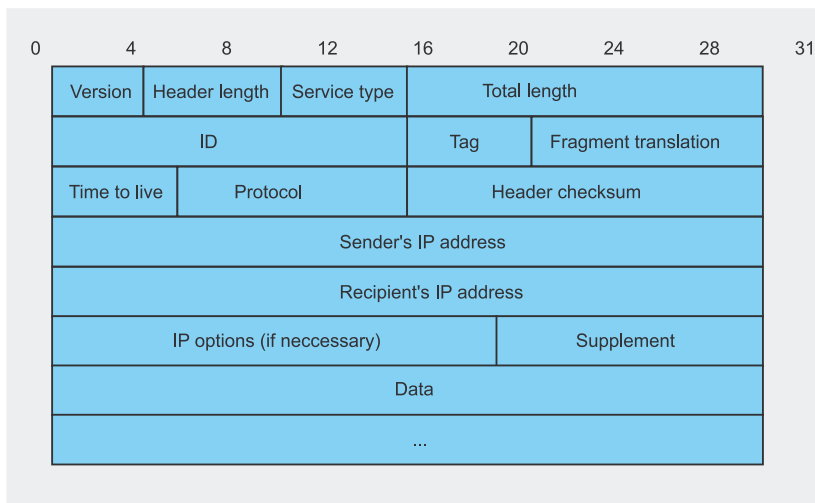 0 4 8 12 16 20 24 28 31
Version Header length Service type Total length
ID Tag Fragment translation
Time to live Protocol Header checksum
Sender's IP address
Recipient's IP address
IP options (if neccessary) Supplement
Data
...